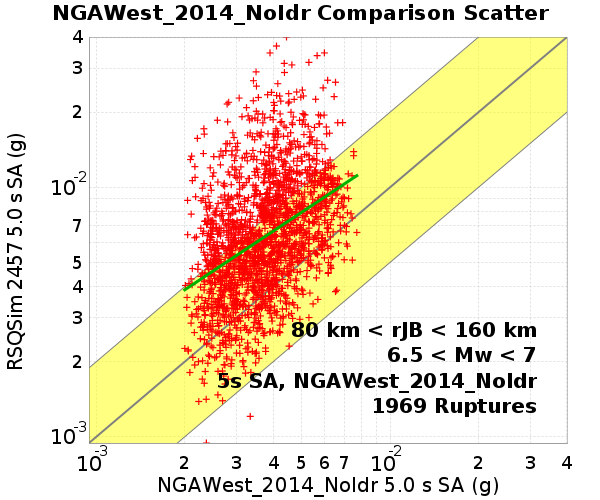 NGAWest_2014_NoIdr Comparison Scatter
4
3
2
10-2
7
5
4
3
2
10-3
RSQSim 2457 5.0 s SA (g)
80 km < rJB < 160 km
6.5 < Mw < 7
5s SA, NGAWest_2014_NoIdr
1969 Ruptures
10-3 2 3 4 5 6 7 10-2 2 3 4
NGAWest_2014_NoIdr 5.0 s SA (g)